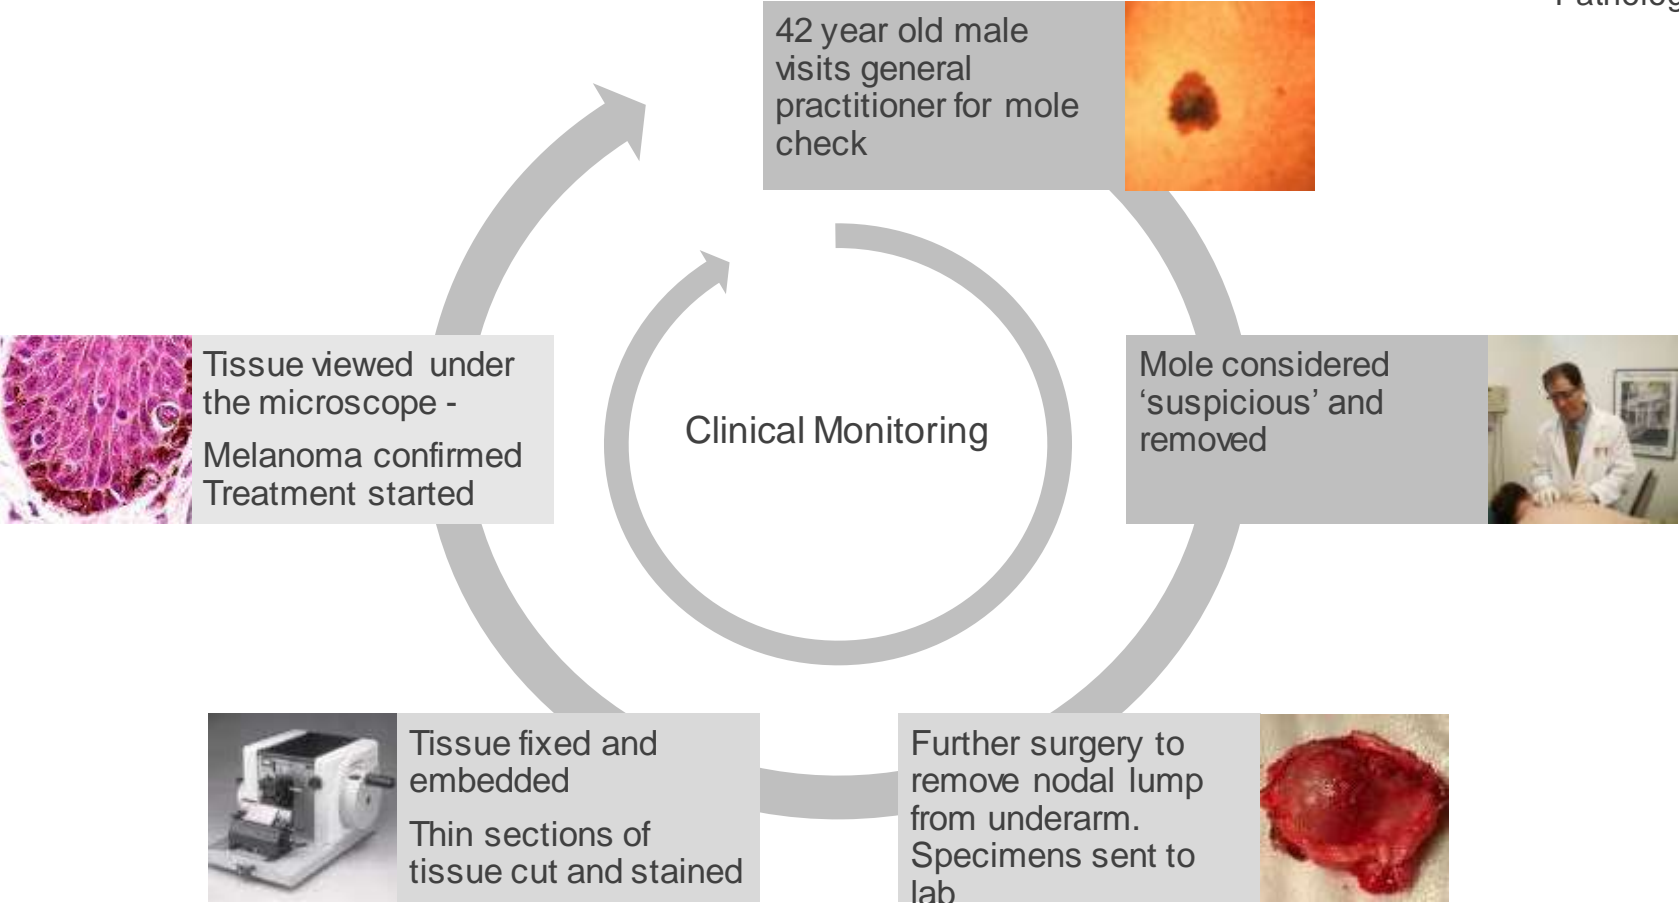 42 year old male
visits general
practitioner for mole
check
Mole considered
‘suspicious’ and
removed
Further surgery to
remove nodal lump
from underarm.
Specimens sent to
lab
Tissue fixed and
embedded
Thin sections of
tissue cut and stained
Tissue viewed under
the microscope -
Melanoma confirmed
Treatment started
Clinical Monitoring